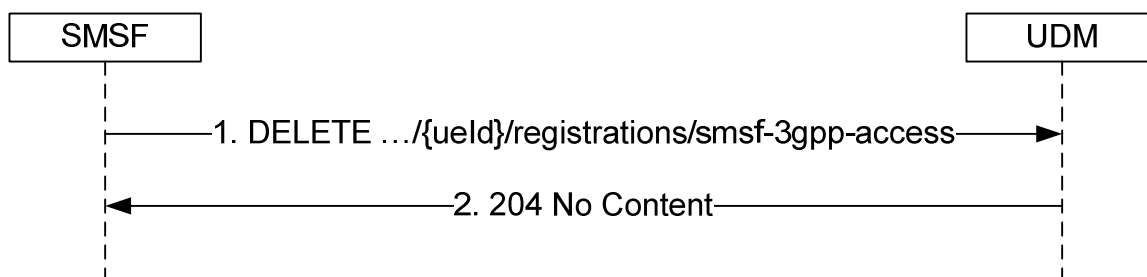 SMSF
UDM
1. DELETE …/{ueId}/registrations/smsf-3gpp-access
2. 204 No Content